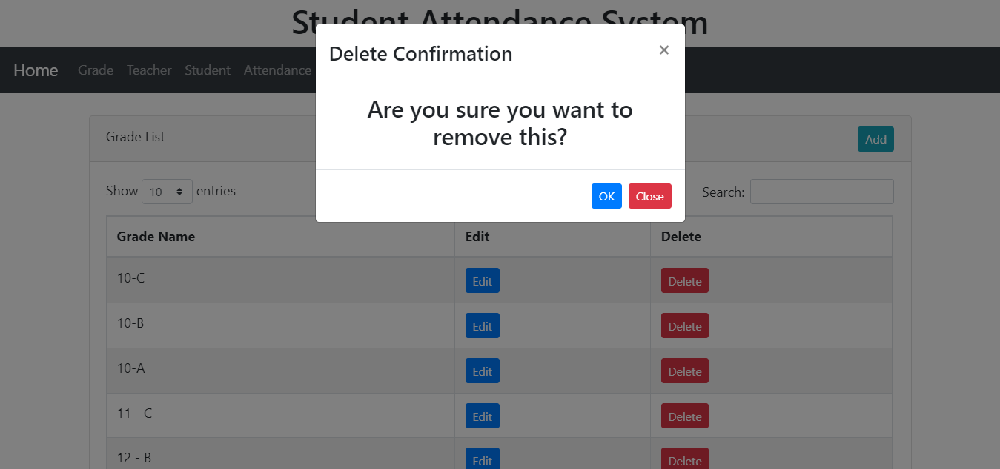 Student Attendance System
Home Grade Teacher Student Attendance
Delete Confirmation ×
Are you sure you want to
remove this?
OK Close
Grade List Add
Show 10 entries Search:
Grade Name Edit Delete
10-C Edit Delete
10-B Edit Delete
10-A Edit Delete
11 - C Edit Delete
12 - B Edit Delete